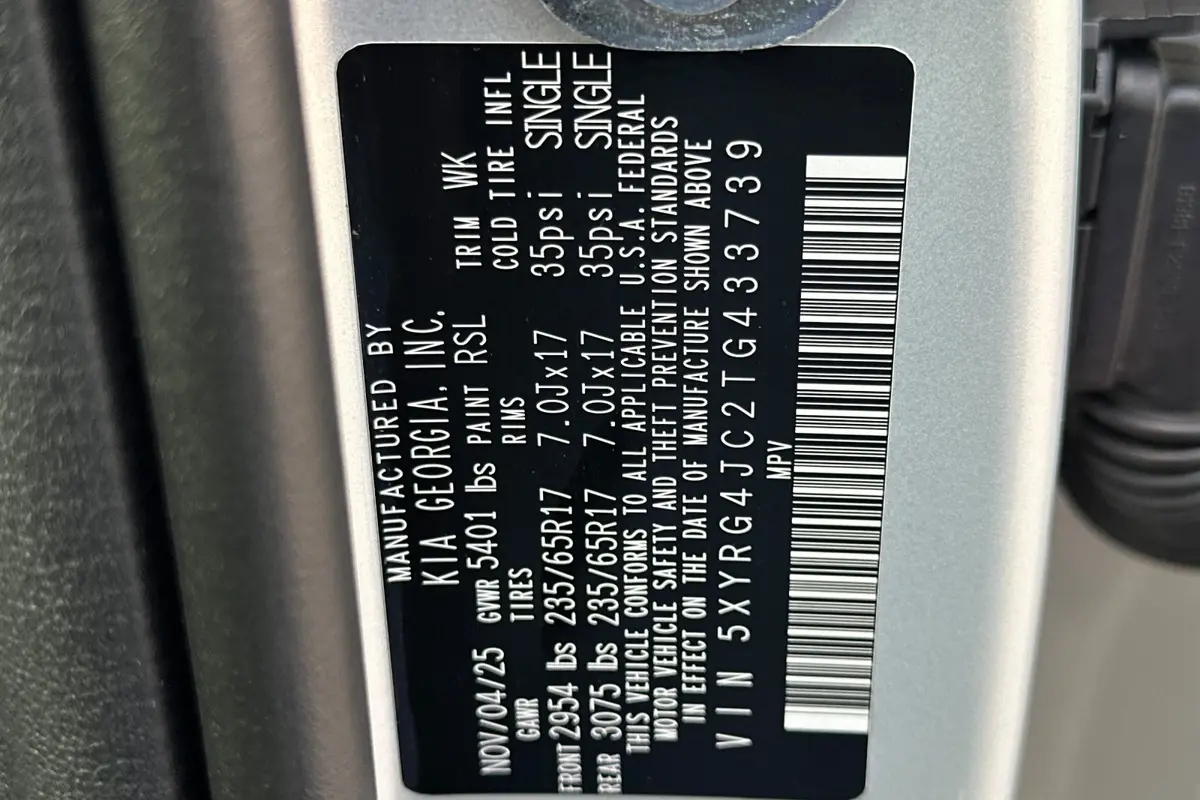 MANUFACTURED BY
KIA GEORGIA, INC.
NOV/04/25 GVWR 5401 lbs PAINT RSL TRIM WK
GAWR TIRES RIMS COLD TIRE INFL
FRONT 2954 lbs 235/65R17 7.0Jx17 35psi SINGLE
REAR 3075 lbs 235/65R17 7.0Jx17 35psi SINGLE
THIS VEHICLE CONFORMS TO ALL APPLICABLE U.S.A. FEDERAL
MOTOR VEHICLE SAFETY AND THEFT PREVENTION STANDARDS
IN EFFECT ON THE DATE OF MANUFACTURE SHOWN ABOVE
VIN 5XYRG4JC2TG433739
MPV